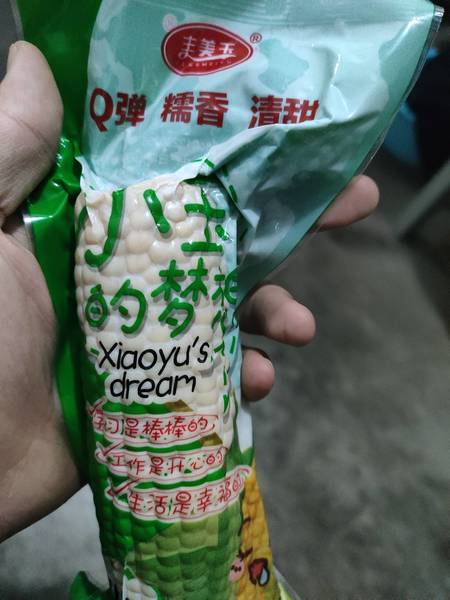 美玉®
Q弹 糯香 清甜
小玉
的梦想
Xiaoyu's
dream
学习是棒棒的
工作是开心的
生活是幸福的